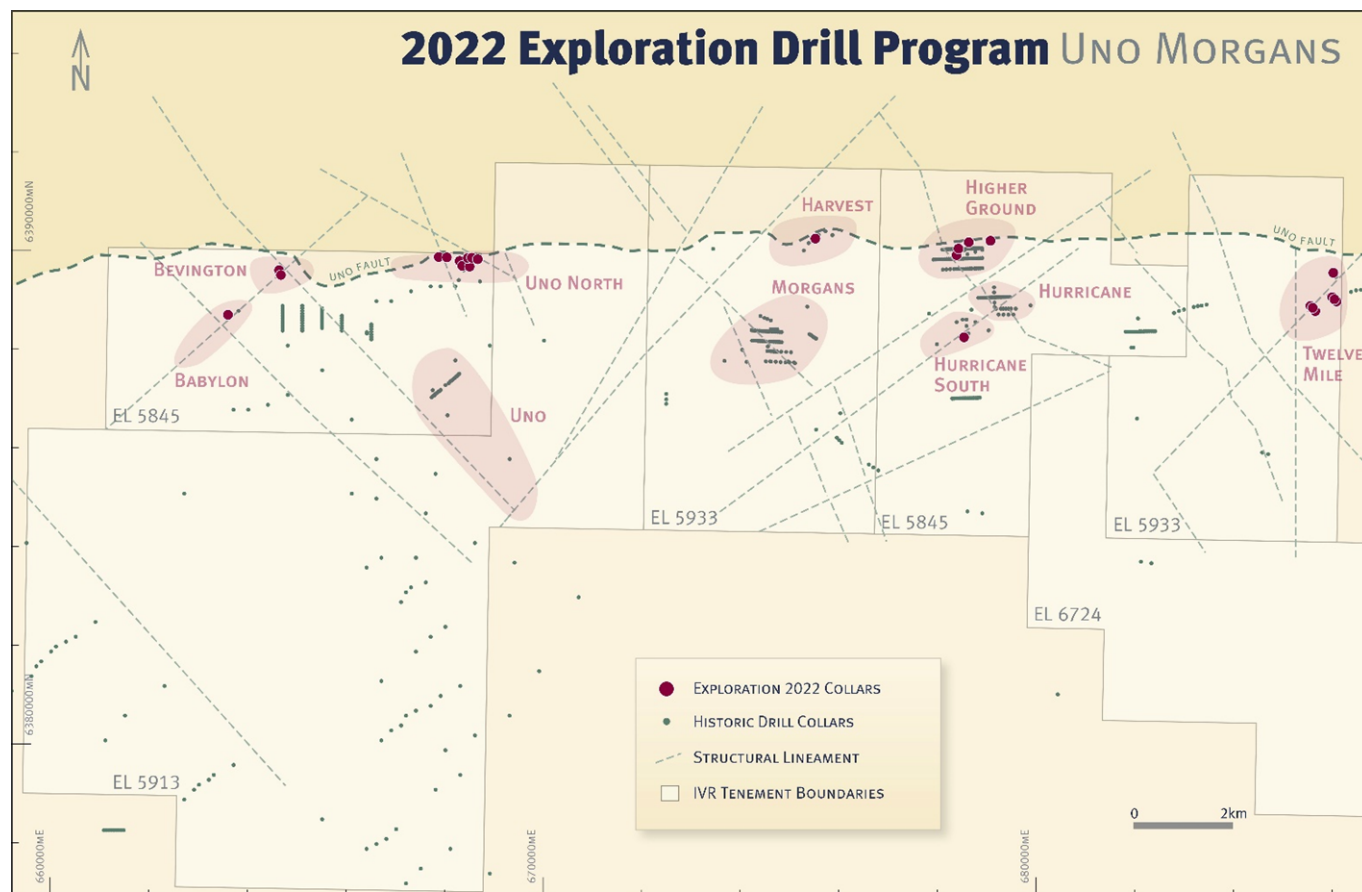 2022 Exploration Drill Program UNO MORGANS
N
6390000MN
HARVEST
HIGHER
GROUND
UNO FAULT
BEVINGTON
UNO FAULT
UNO NORTH
MORGANS
HURRICANE
BABYLON
HURRICANE
SOUTH
TWELVE
MILE
EL 5845
UNO
EL 5933
EL 5845
EL 5933
EL 6724
6380000MN
EXPLORATION 2022 COLLARS
HISTORIC DRILL COLLARS
STRUCTURAL LINEAMENT
IVR TENEMENT BOUNDARIES
EL 5913
0 2km
660000ME
670000ME
680000ME